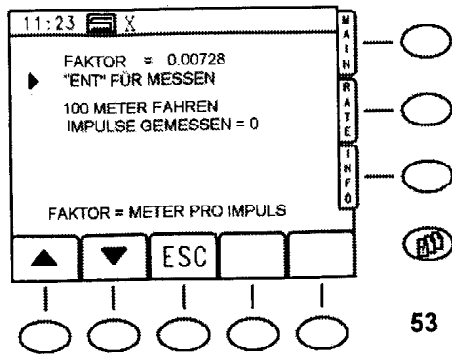 11:23 X
FAKTOR = 0.00728
"ENT" FÜR MESSEN
100 METER FAHREN
IMPULSE GEMESSEN = 0
FAKTOR = METER PRO IMPULS
ESC
MAIN
RATE
INFO
53